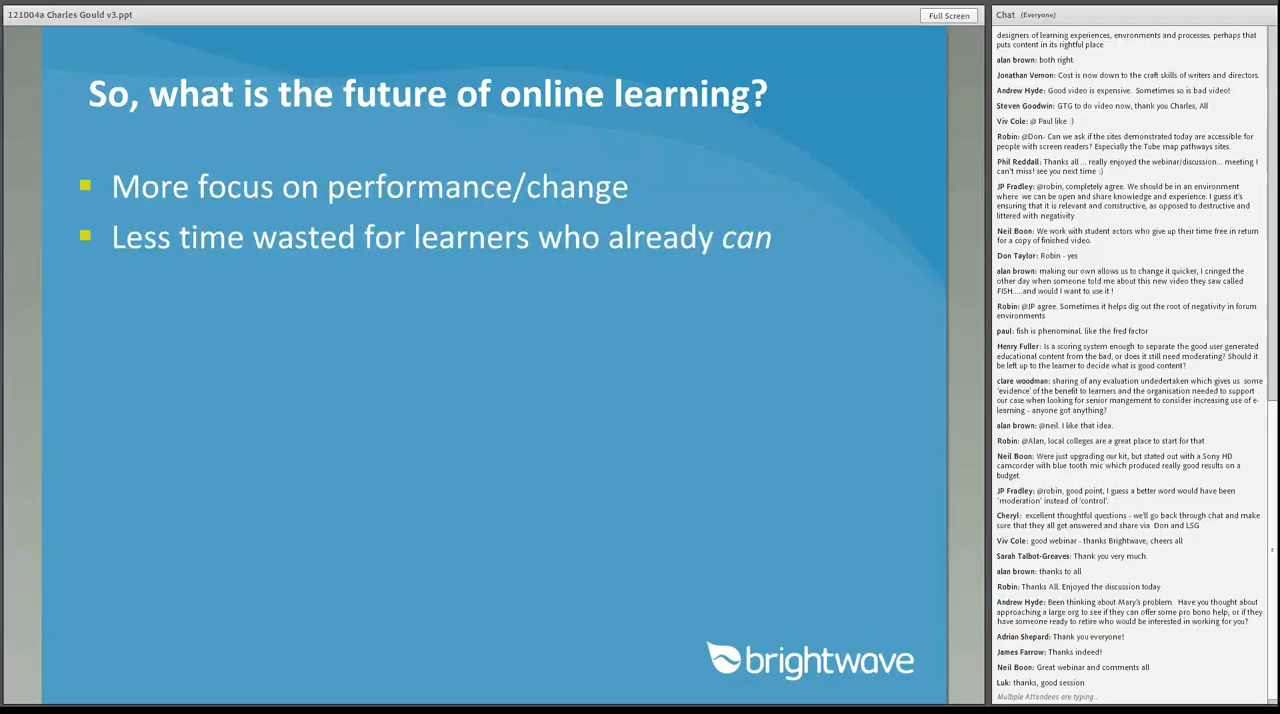 121004a Charles Gould v3.ppt
Full Screen
So, what is the future of online learning?
More focus on performance/change
Less time wasted for learners who already can
brightwave
Chat (Everyone)
designers of learning experiences, envronments and processes. perhaps that
puts content in its rightful place
alan brown: both right.
Jonathan Vernon: Cost is now down to the craft skills of writers and directors.
Andrew Hyde: Good video is expensive. Sometimes so is bad video!
Steven Goodwin: GTG to do video now, thank you Charles, All
Viv Cole: @ Paul like :)
Robin: @Don- Can we ask if the sites demonstrated today are accessible for
people with screen readers? Especially the Tube map pathways sites.
Phil Reddall: Thanks all ... really enjoyed the webinar/discussion... meeting I
can't miss! see you next time :)
JP Fradley: @robin, completely agree. We should be in an environment
where we can be open and share knowledge and experience. I guess it's
ensuring that it is relevant and constructive, as opposed to destructive and
littered with negativity
Neil Boon: We work with student actors who give up their time free in return
for a copy of finished video.
Don Taylor: Robin - yes
alan brown: making our own allows us to change it quicker, I cringed the
other day when someone told me about this new video they saw called
FISH.....and would I want to use it !
Robin: @JP agree. Sometimes it helps dig out the root of negativity in forum
environments
paul: fish is phenominal. like the fred factor
Henry Fuller: Is a scoring system enough to separate the good user generated
educational content from the bad, or does it still need moderating? Should it
be left up to the learner to decide what is good content?
clare woodman: sharing of any evaluation undedertaken which gives us some
'evidence' of the benefit to learners and the organisation needed to support
our case when looking for senior mangement to consider increasing use of e-
learning - anyone got anything?
alan brown: @neil. I like that idea.
Robin: @Alan, local colleges are a great place to start for that
Neil Boon: Were just upgrading our kit, but stated out with a Sony HD
camcorder with blue tooth mic which produced really good results on a
budget.
JP Fradley: @robin, good point, I guess a better word would have been
'moderation' instead of 'control'.
Cheryl: excellent thoughtful questions - we'll go back through chat and make
sure that they all get answered and share via Don and LSG
Viv Cole: good webinar - thanks Brightwave, cheers all
Sarah Talbot-Greaves: Thank you very much.
alan brown: thanks to all
Robin: Thanks All. Enjoyed the discussion today
Andrew Hyde: Been thinking about Mary's problem. Have you thought about
approaching a large org to see if they can offer some pro bono help, or if they
have someone ready to retire who would be interested in working for you?
Adrian Shepard: Thank you everyone!
James Farrow: Thanks indeed!
Neil Boon: Great webinar and comments all
Luk: thanks, good session
Multiple Attendees are typing..